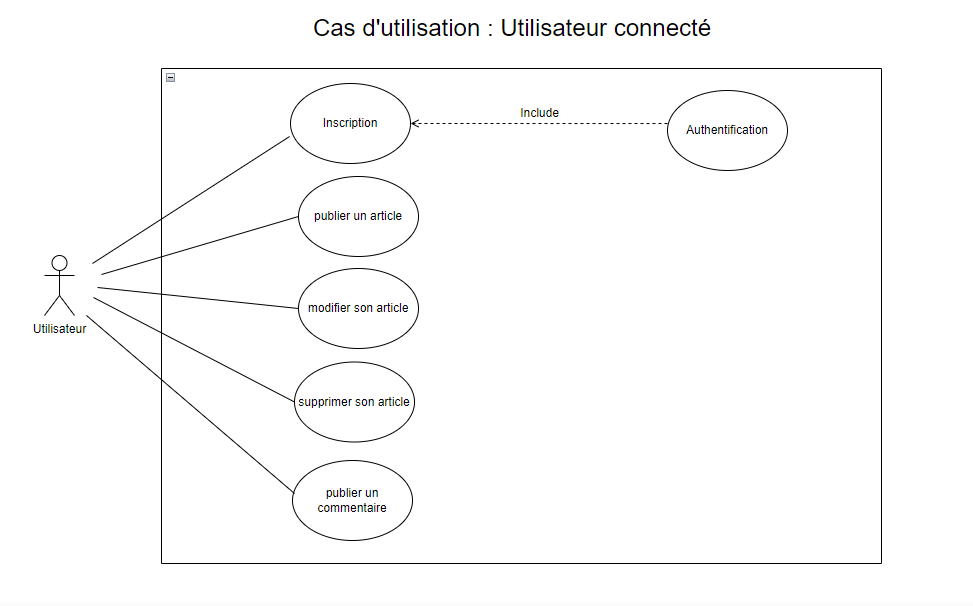 Cas d'utilisation : Utilisateur connecté
Include
Inscription
Authentification
publier un article
modifier son article
Utilisateur
supprimer son article
publier un
commentaire